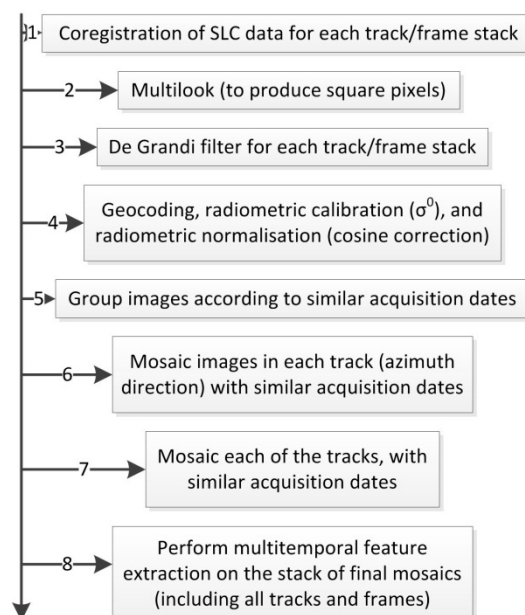 1
Coregistration of SLC data for each track/frame stack
2
Multilook (to produce square pixels)
3
De Grandi filter for each track/frame stack
4
Geocoding, radiometric calibration (σ⁰), and
radiometric normalisation (cosine correction)
5
Group images according to similar acquisition dates
6
Mosaic images in each track (azimuth
direction) with similar acquisition dates
7
Mosaic each of the tracks, with
similar acquisition dates
8
Perform multitemporal feature
extraction on the stack of final mosaics
(including all tracks and frames)